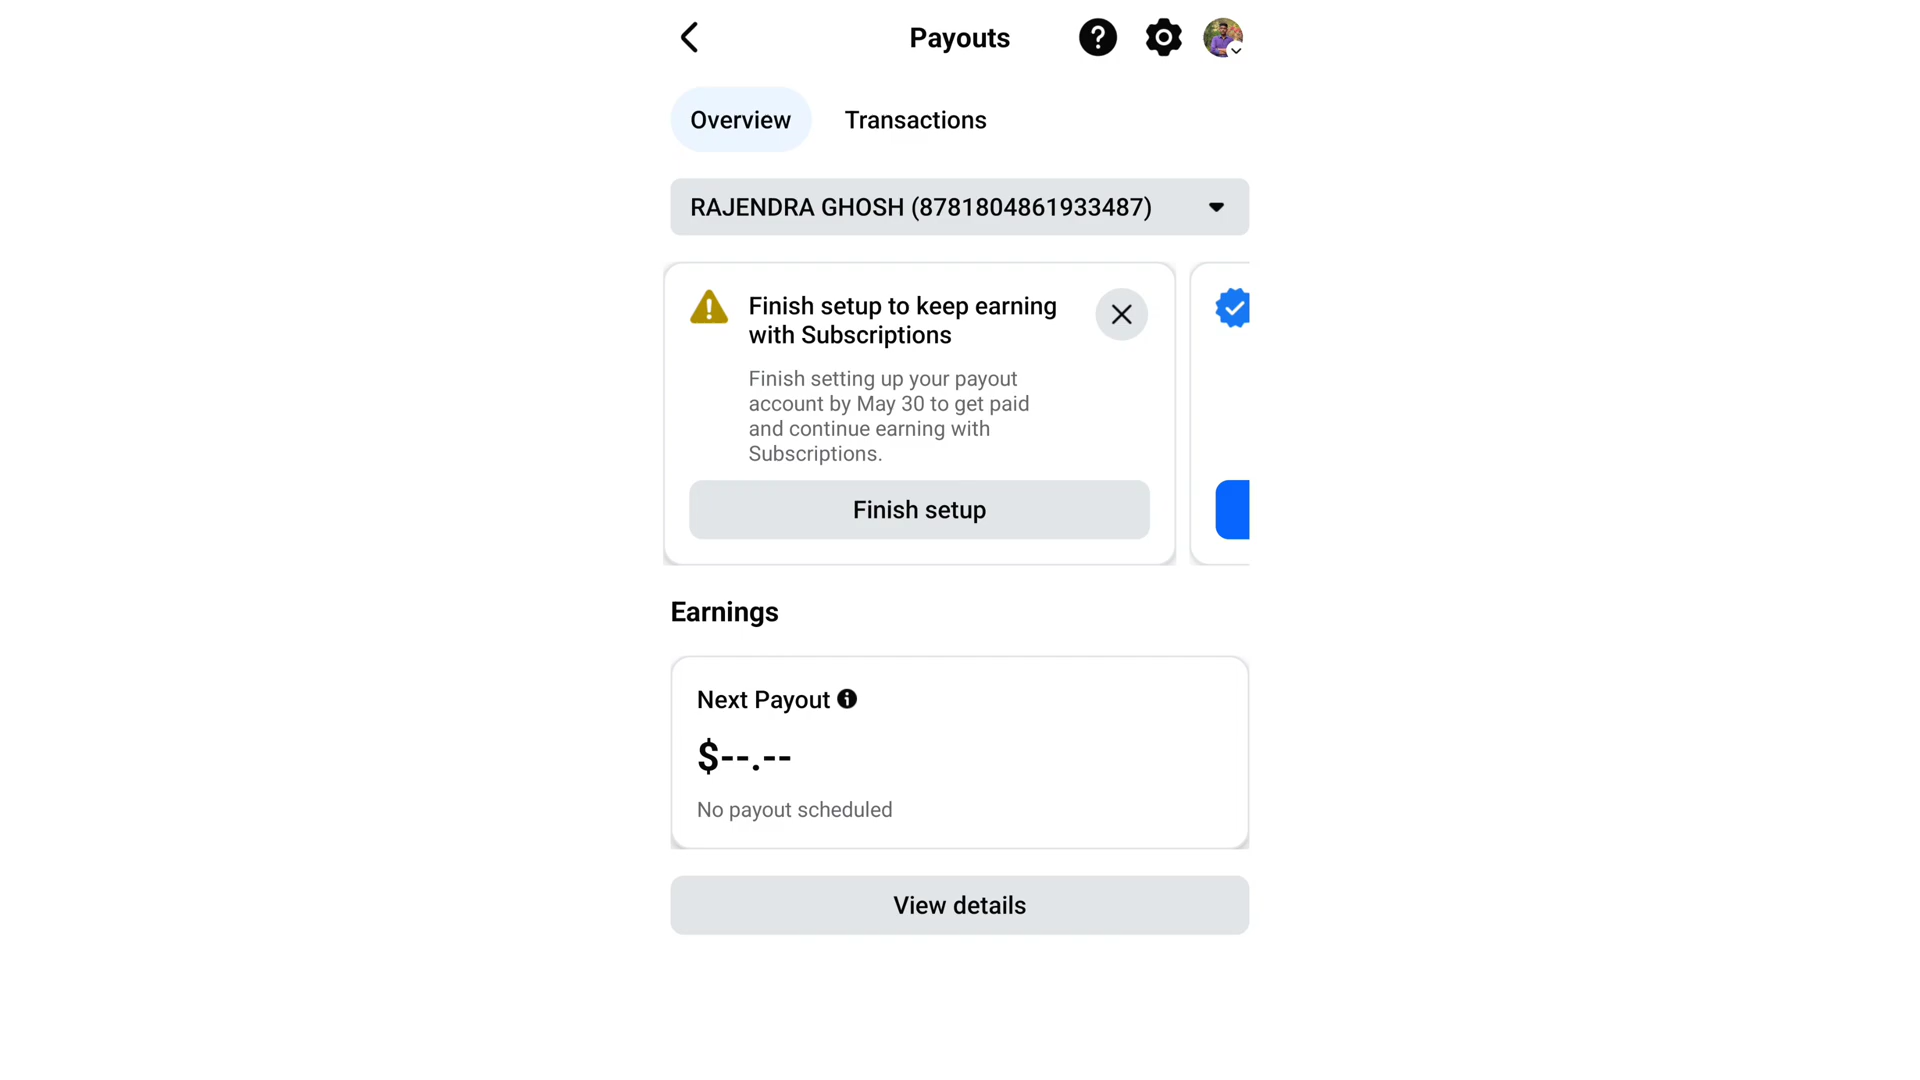 Payouts
Overview
Transactions
RAJENDRA GHOSH (8781804861933487)
Finish setup to keep earning
with Subscriptions
Finish setting up your payout
account by May 30 to get paid
and continue earning with
Subscriptions.
Finish setup
Earnings
Next Payout
$--.--
No payout scheduled
View details